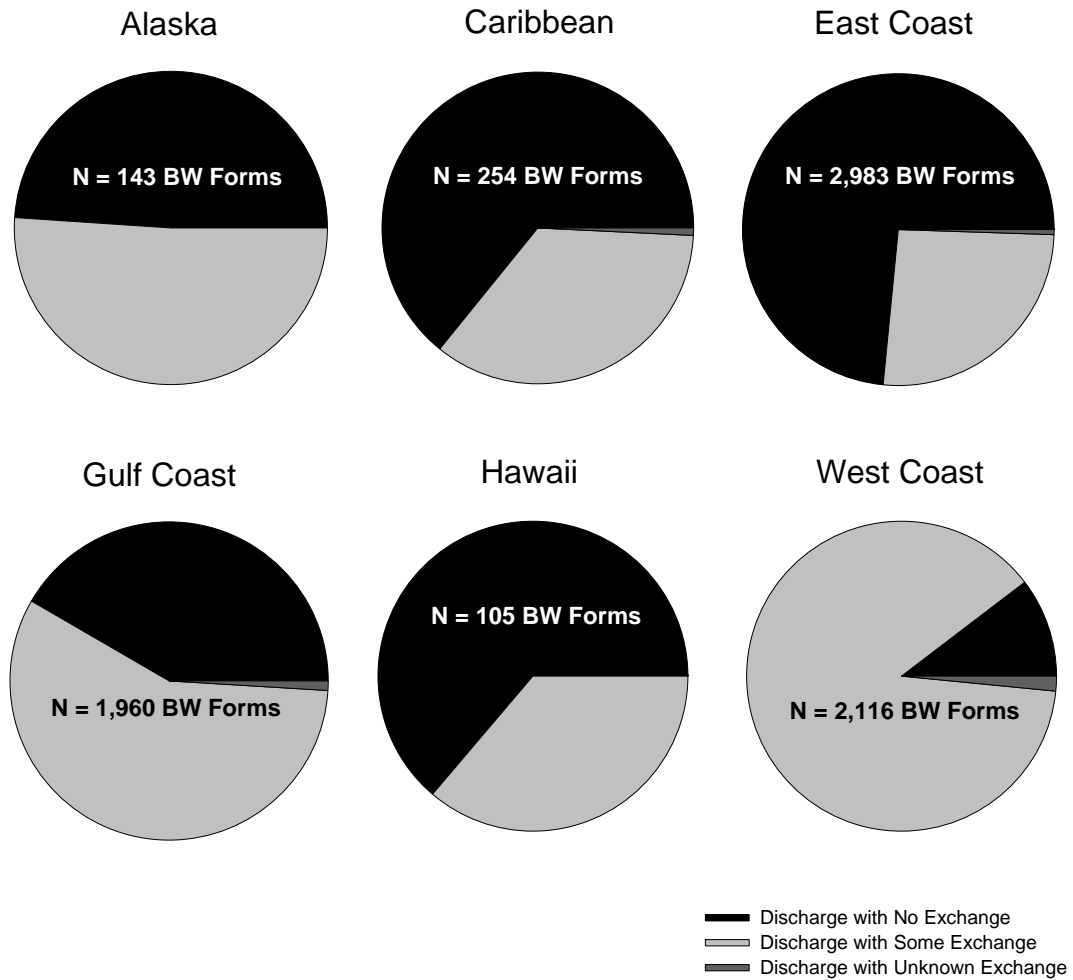 Alaska
Caribbean
East Coast
N = 143 BW Forms
N = 254 BW Forms
N = 2,983 BW Forms
Gulf Coast
Hawaii
West Coast
N = 1,960 BW Forms
N = 105 BW Forms
N = 2,116 BW Forms
Discharge with No Exchange
Discharge with Some Exchange
Discharge with Unknown Exchange